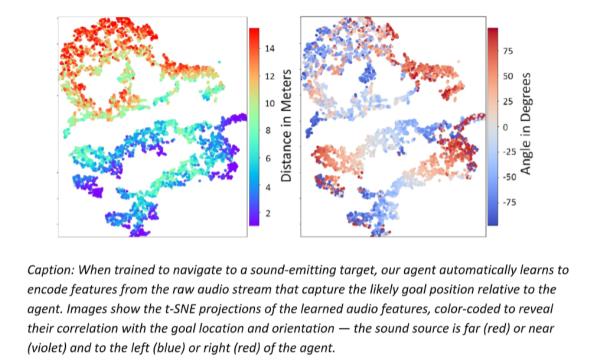 14
12
10
8
6
4
2
Distance in Meters
75
50
25
0
-25
-50
-75
Angle in Degrees
Caption: When trained to navigate to a sound-emitting target, our agent automatically learns to
encode features from the raw audio stream that capture the likely goal position relative to the
agent. Images show the t-SNE projections of the learned audio features, color-coded to reveal
their correlation with the goal location and orientation — the sound source is far (red) or near
(violet) and to the left (blue) or right (red) of the agent.